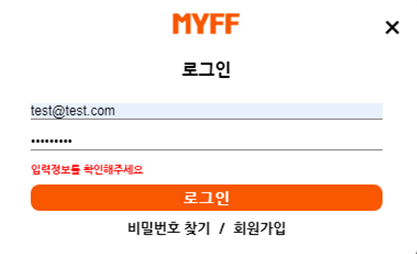 MYFF
×
로그인
test@test.com
•••••••••
입력정보를 확인해주세요
로그인
비밀번호 찾기 / 회원가입